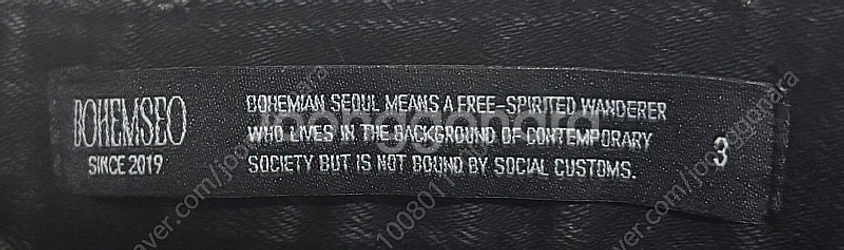 BOHEMSEO
SINCE 2019
BOHEMIAN SEOUL MEANS A FREE-SPIRITED WANDERER
WHO LIVES IN THE BACKGROUND OF CONTEMPORARY
SOCIETY BUT IS NOT BOUND BY SOCIAL CUSTOMS.
3
joonggonara